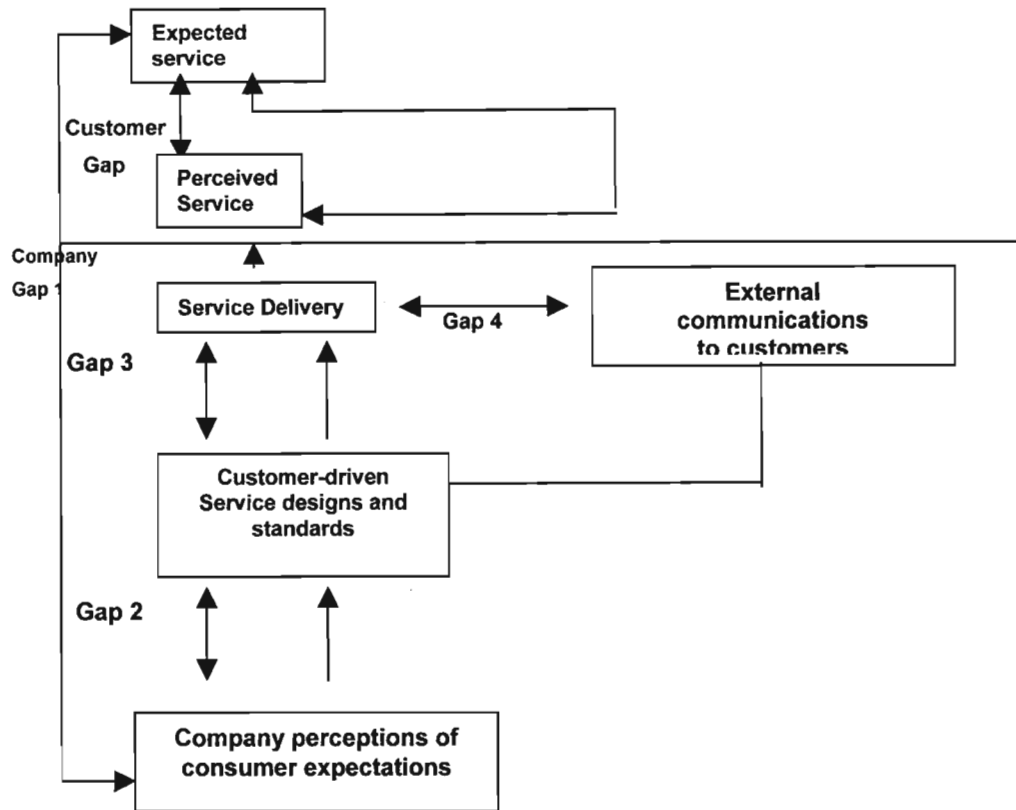 Expected
service
Customer
Gap
Perceived
Service
Company
Gap 1
Service Delivery
Gap 4
External
communications
to customers
Gap 3
Customer-driven
Service designs and
standards
Gap 2
Company perceptions of
consumer expectations